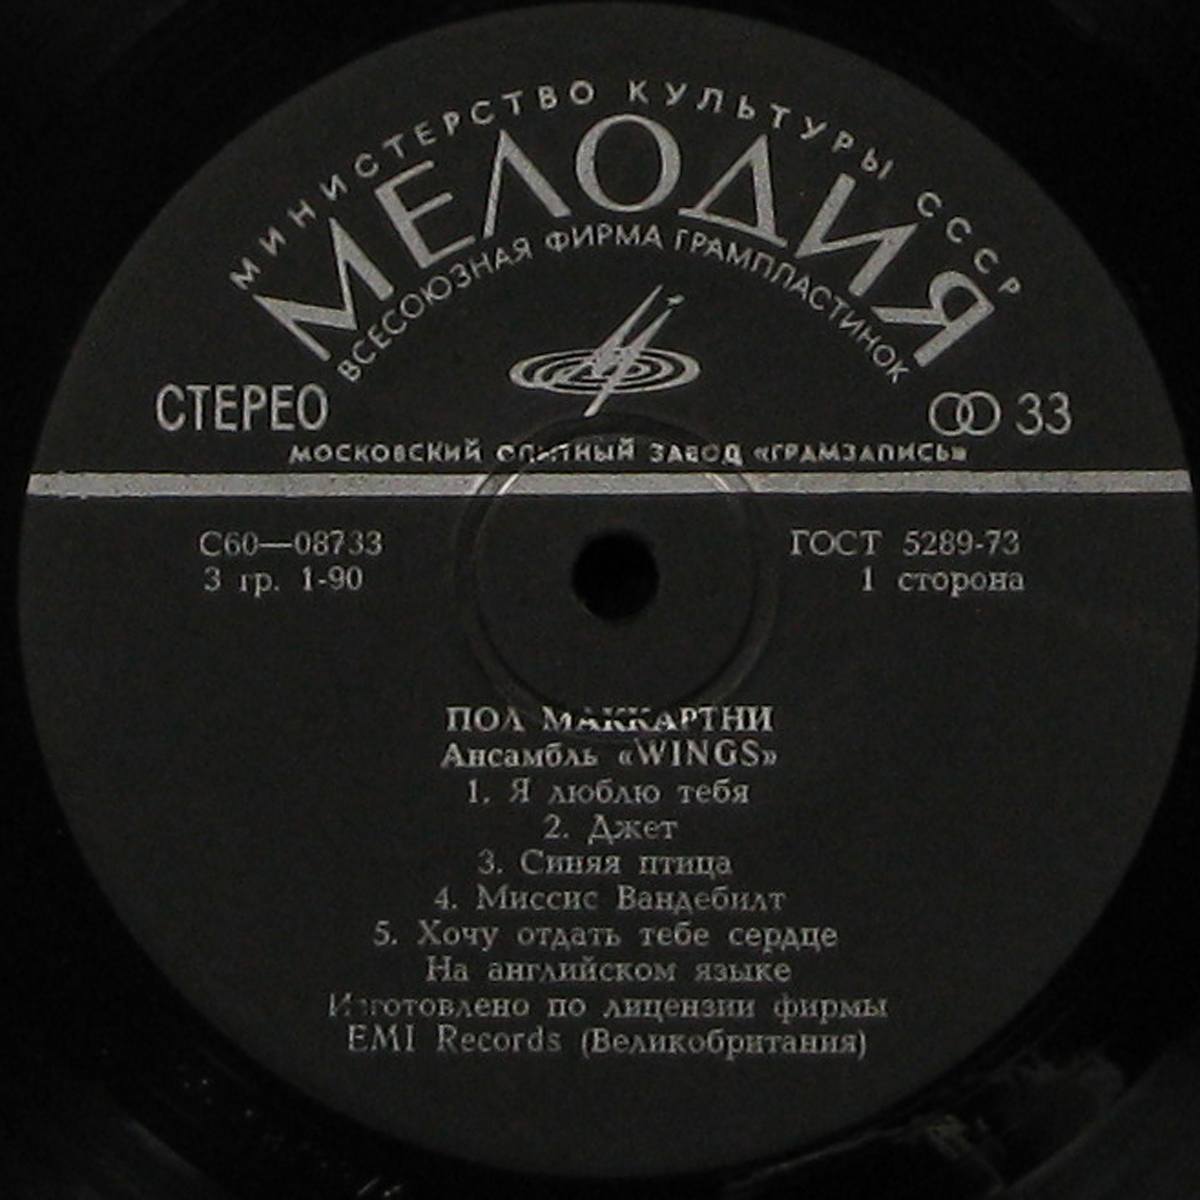 МИНИСТЕРСТВО КУЛЬТУРЫ СССР
МЕЛОДИЯ
ВСЕСОЮЗНАЯ ФИРМА ГРАМПЛАСТИНОК
СТЕРЕО
33
МОСКОВСКИЙ ОПЫТНЫЙ ЗАВОД «ГРАМЗАПИСЬ»
С60—08733
ГОСТ 5289-73
3 гр. 1-90
1 сторона
ПОЛ МАККАРТНИ
Ансамбль «WINGS»
1. Я люблю тебя
2. Джет
3. Синяя птица
4. Миссис Вандебилт
5. Хочу отдать тебе сердце
На английском языке
Изготовлено по лицензии фирмы
EMI Records (Великобритания)